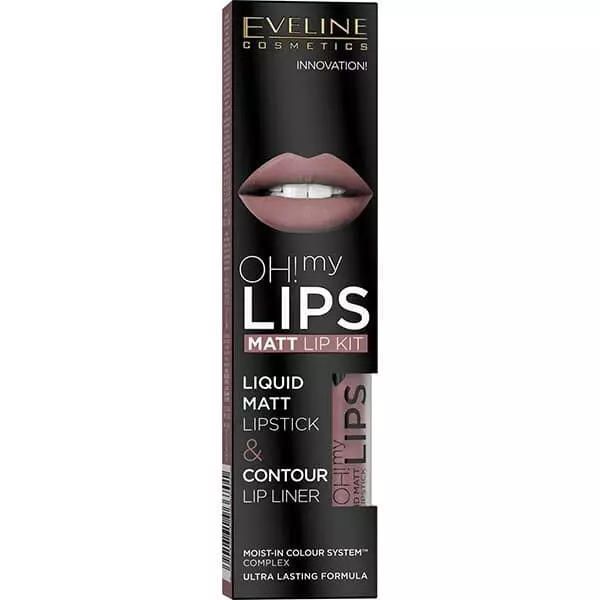 EVELINE
COSMETICS
INNOVATION!
OH! my
LIPS
MATT LIP KIT
LIQUID
MATT
LIPSTICK
&
CONTOUR
LIP LINER
OH! my
LIPS
ID MATT
LIPSTICK
MOIST-IN COLOUR SYSTEM™
COMPLEX
ULTRA LASTING FORMULA